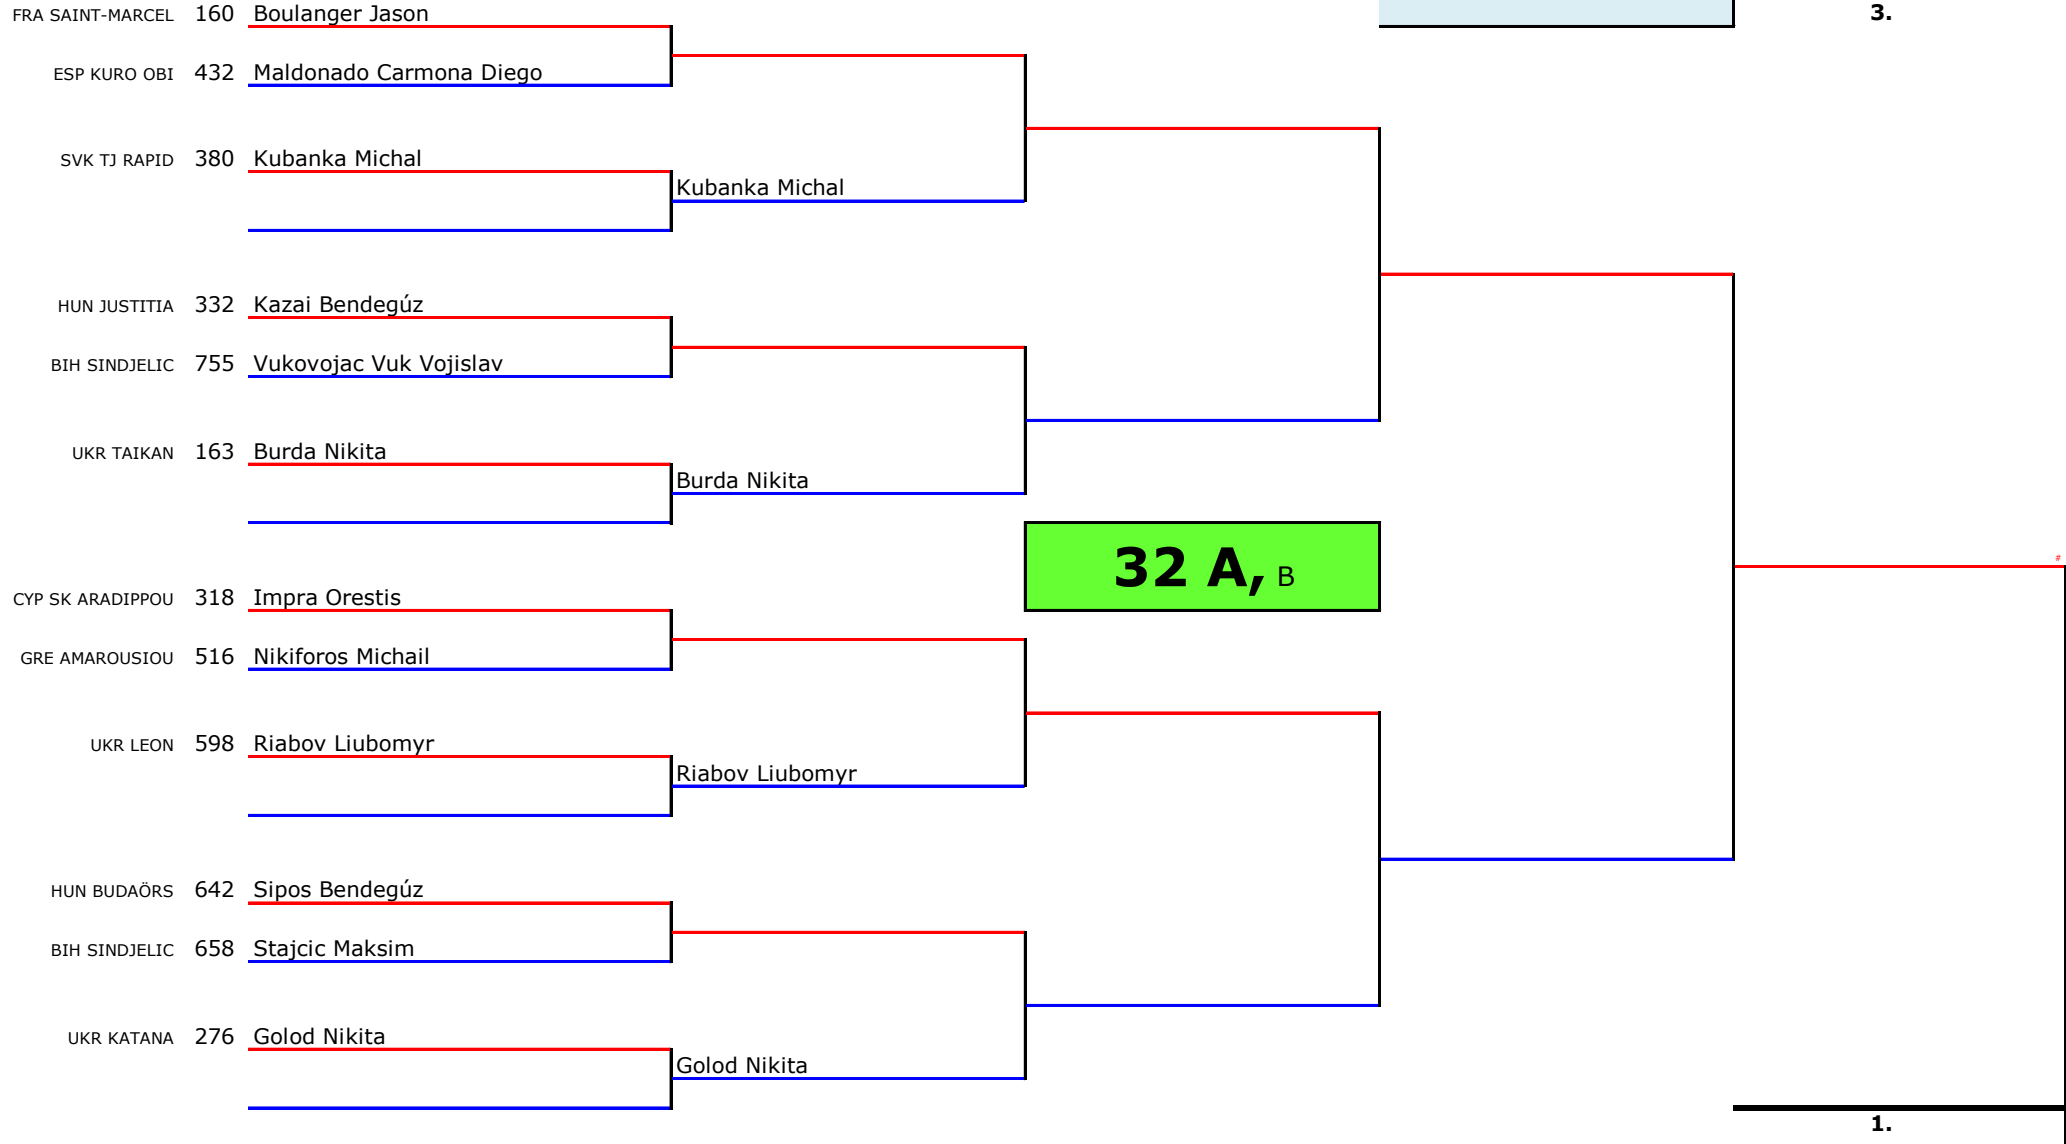 FRA SAINT-MARCEL 160 Boulanger Jason 3.
ESP KURO OBI 432 Maldonado Carmona Diego
SVK TJ RAPID 380 Kubanka Michal
Kubanka Michal
HUN JUSTITIA 332 Kazai Bendegúz
BIH SINDJELIC 755 Vukovojac Vuk Vojislav
UKR TAIKAN 163 Burda Nikita
Burda Nikita
32 A, B
#
CYP SK ARADIPPOU 318 Impra Orestis
GRE AMAROUSIOU 516 Nikiforos Michail
UKR LEON 598 Riabov Liubomyr
Riabov Liubomyr
HUN BUDAÖRS 642 Sipos Bendegúz
BIH SINDJELIC 658 Stajcic Maksim
UKR KATANA 276 Golod Nikita
Golod Nikita
1.